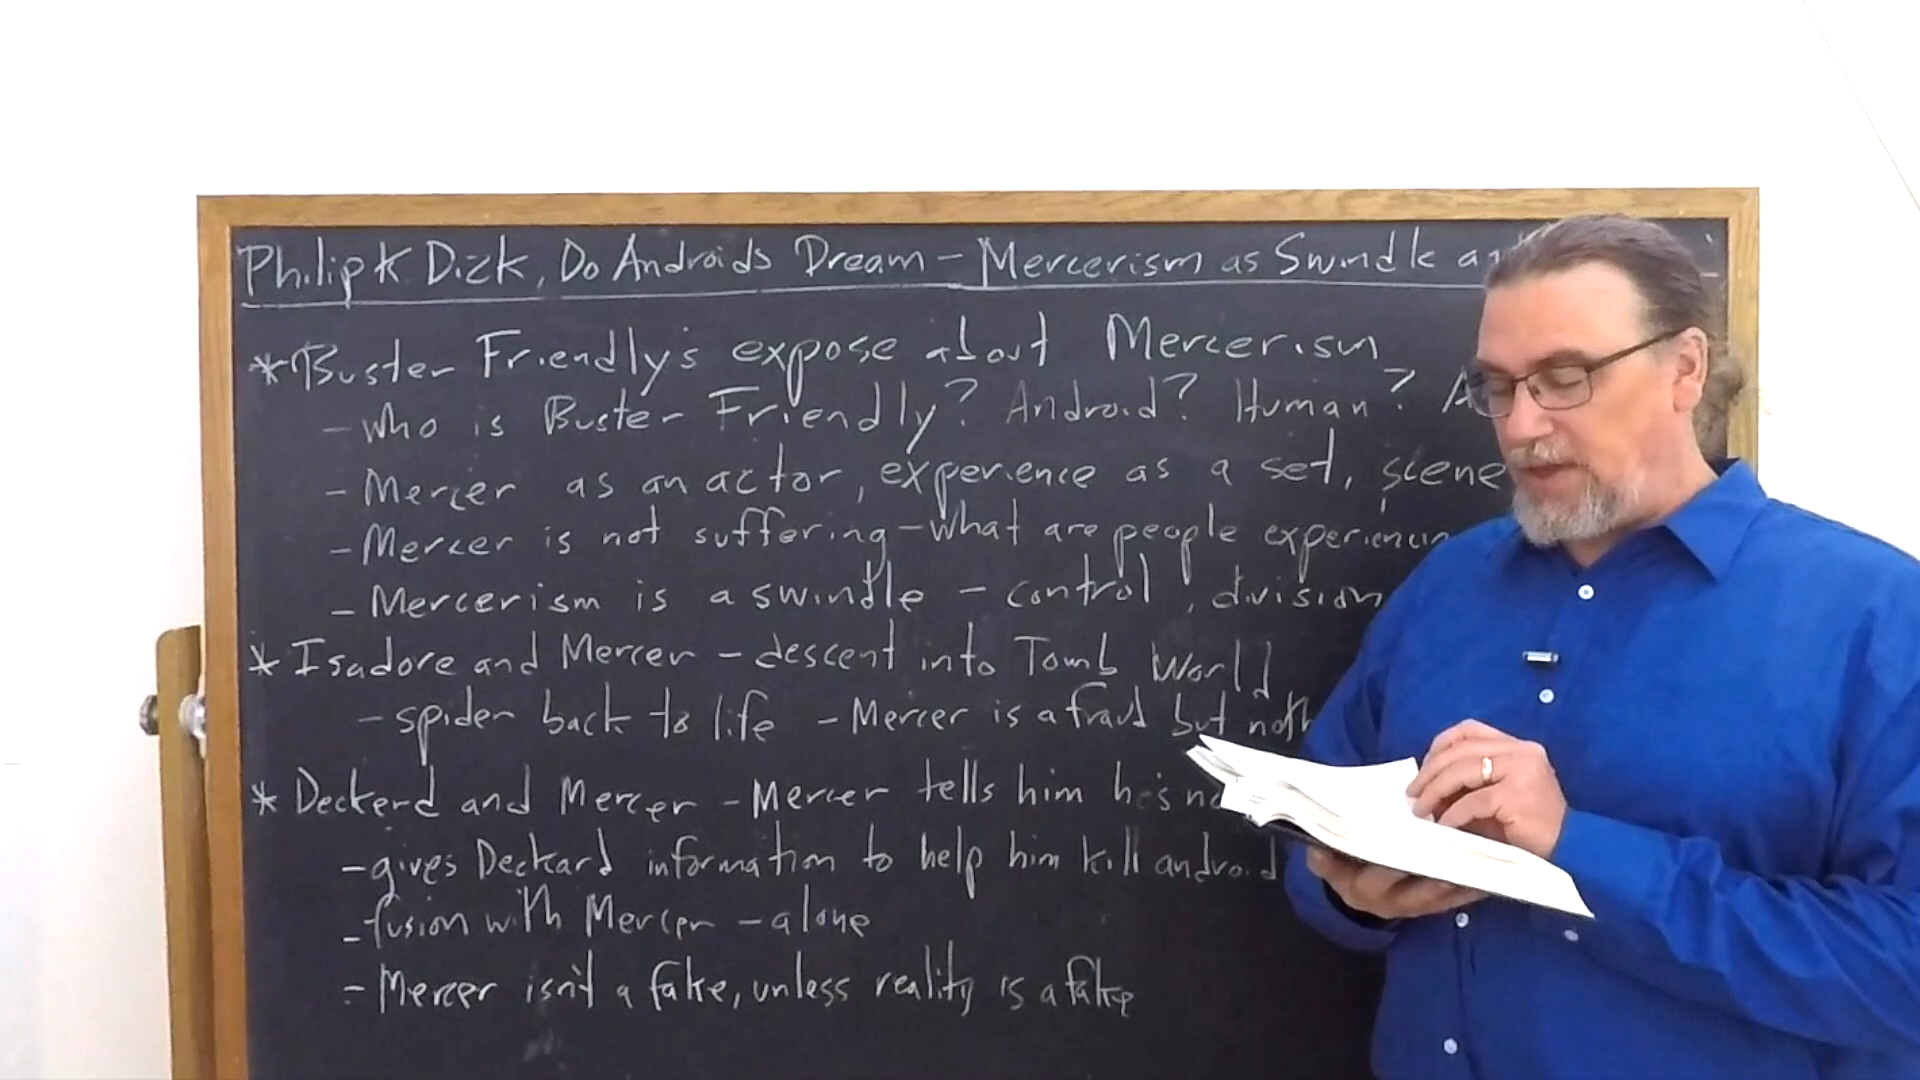 Philip K Dick, Do Androids Dream - Mercerism as Swindle
* Buster Friendly's expose about Mercerism
- who is Buster Friendly? Android? Human?
- Mercer as an actor, experience as a set, scene
- Mercer is not suffering - what are people
- Mercerism is a swindle - control, division
* Isadore and Mercer - descent into Tomb World
- spider back to life - Mercer is a fraud but
* Deckerd and Mercer - Mercer tells him he's
- gives Deckard information to help him kill android
- fusion with Mercer - alone
- Mercer isn't a fake, unless reality is a fake